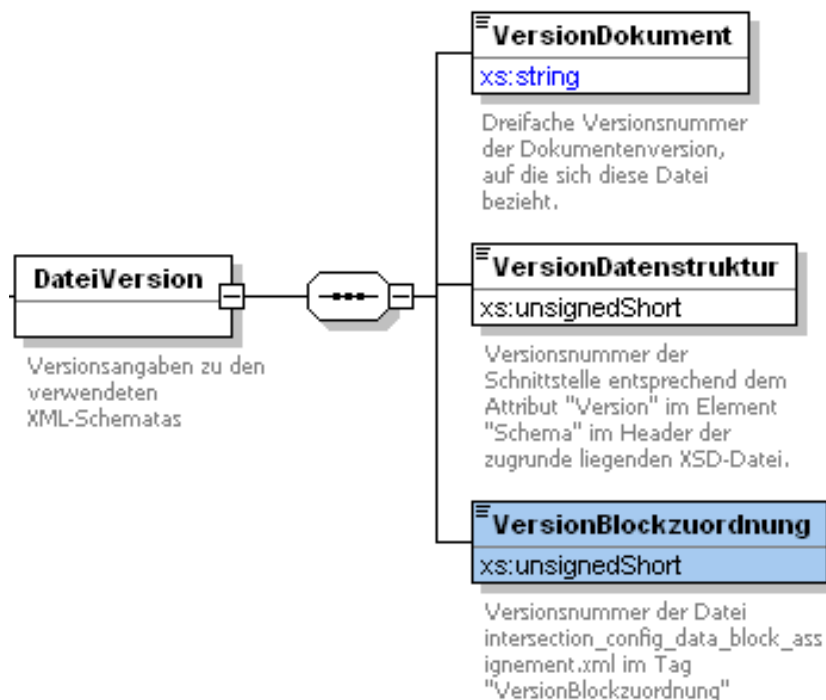 VersionDokument
xs:string
Dreifache Versionsnummer
der Dokumentenversion,
auf die sich diese Datei
bezieht.
DateiVersion
Versionsangaben zu den
verwendeten
XML-Schematas
VersionDatenstruktur
xs:unsignedShort
Versionsnummer der
Schnittstelle entsprechend dem
Attribut "Version" im Element
"Schema" im Header der
zugrunde liegenden XSD-Datei.
VersionBlockzuordnung
xs:unsignedShort
Versionsnummer der Datei
intersection_config_data_block_ass
ignement.xml im Tag
"VersionBlockzuordnung"